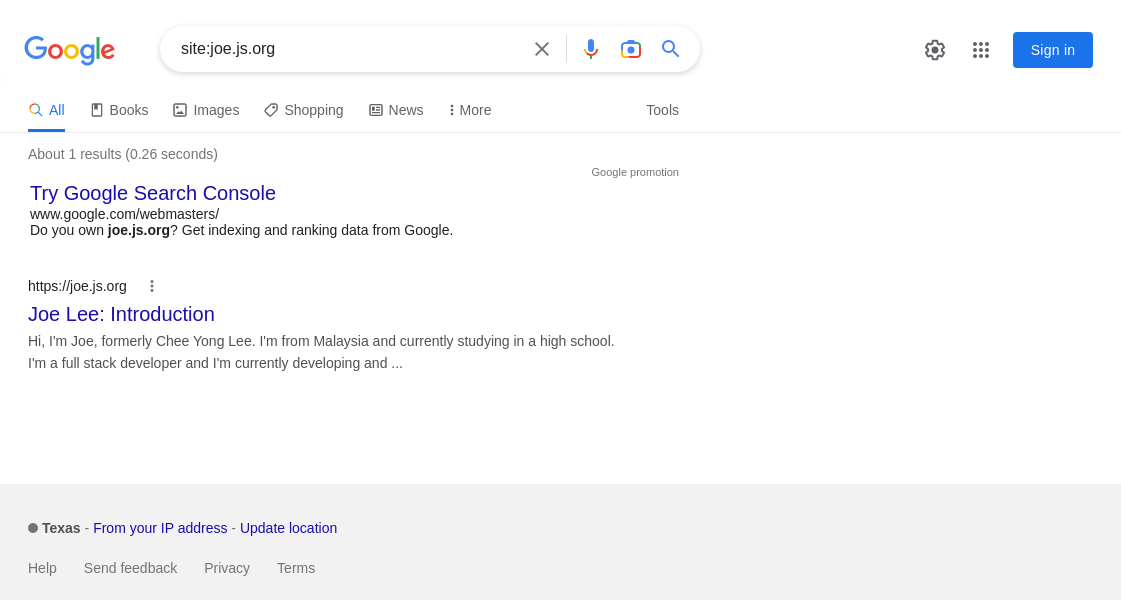 Google
site:joe.js.org
Sign in
All
Books
Images
Shopping
News
More
Tools
About 1 results (0.26 seconds)
Google promotion
Try Google Search Console
www.google.com/webmasters/
Do you own joe.js.org? Get indexing and ranking data from Google.
https://joe.js.org
Joe Lee: Introduction
Hi, I'm Joe, formerly Chee Yong Lee. I'm from Malaysia and currently studying in a high school.
I'm a full stack developer and I'm currently developing and ...
Texas - From your IP address - Update location
Help
Send feedback
Privacy
Terms